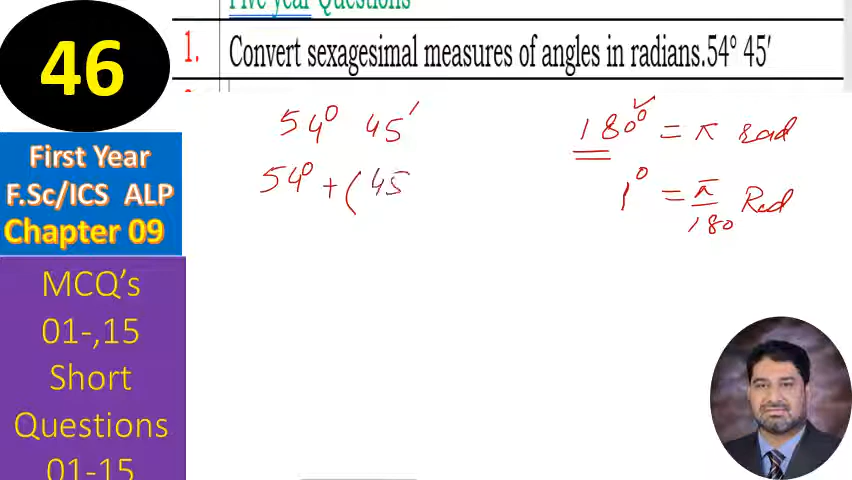 46
First Year
F.Sc/ICS ALP
Chapter 09
MCQ's
01-,15
Short
Questions
01-15
Five year Questions
1. Convert sexagesimal measures of angles in radians.54° 45′
54° 45′
54° + ( 45
180° = π rad
1° = π/180 Rad